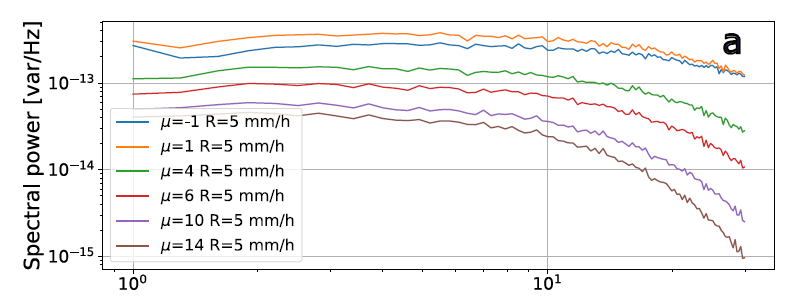 a
Spectral power [var/Hz]
10⁻¹³
10⁻¹⁴
10⁻¹⁵
μ=-1 R=5 mm/h
μ=1 R=5 mm/h
μ=4 R=5 mm/h
μ=6 R=5 mm/h
μ=10 R=5 mm/h
μ=14 R=5 mm/h
10⁰
10¹